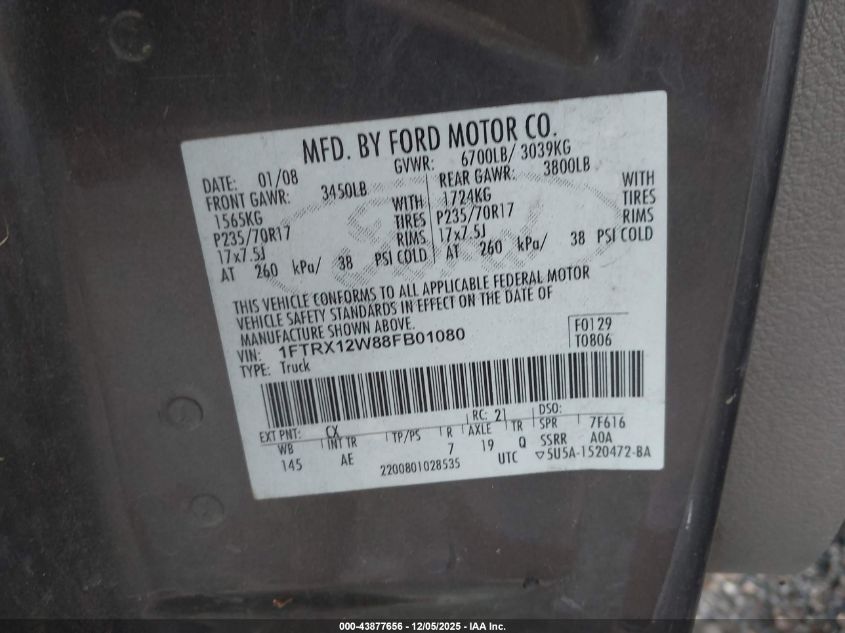 MFD. BY FORD MOTOR CO.
DATE: 01/08 GVWR: 6700LB/ 3039KG
FRONT GAWR: 3450LB REAR GAWR: 3800LB
1565KG WITH 1724KG WITH
P235/70R17 TIRES P235/70R17 TIRES
17x7.5J RIMS 17x7.5J RIMS
AT 260 kPa/ 38 PSI COLD AT 260 kPa/ 38 PSI COLD
THIS VEHICLE CONFORMS TO ALL APPLICABLE FEDERAL MOTOR
VEHICLE SAFETY STANDARDS IN EFFECT ON THE DATE OF
MANUFACTURE SHOWN ABOVE.
VIN: 1FTRX12W88FB01080 F0129
TYPE: Truck T0806
EXT PNT: CX RC: 21 DSO:
WB INT TR TP/PS R AXLE TR SPR 7F616
145 AE 7 19 Q SSRR A0A
2200801028535 UTC ▽5U5A-1520472-BA
000-43877656 - 12/05/2025 - IAA Inc.